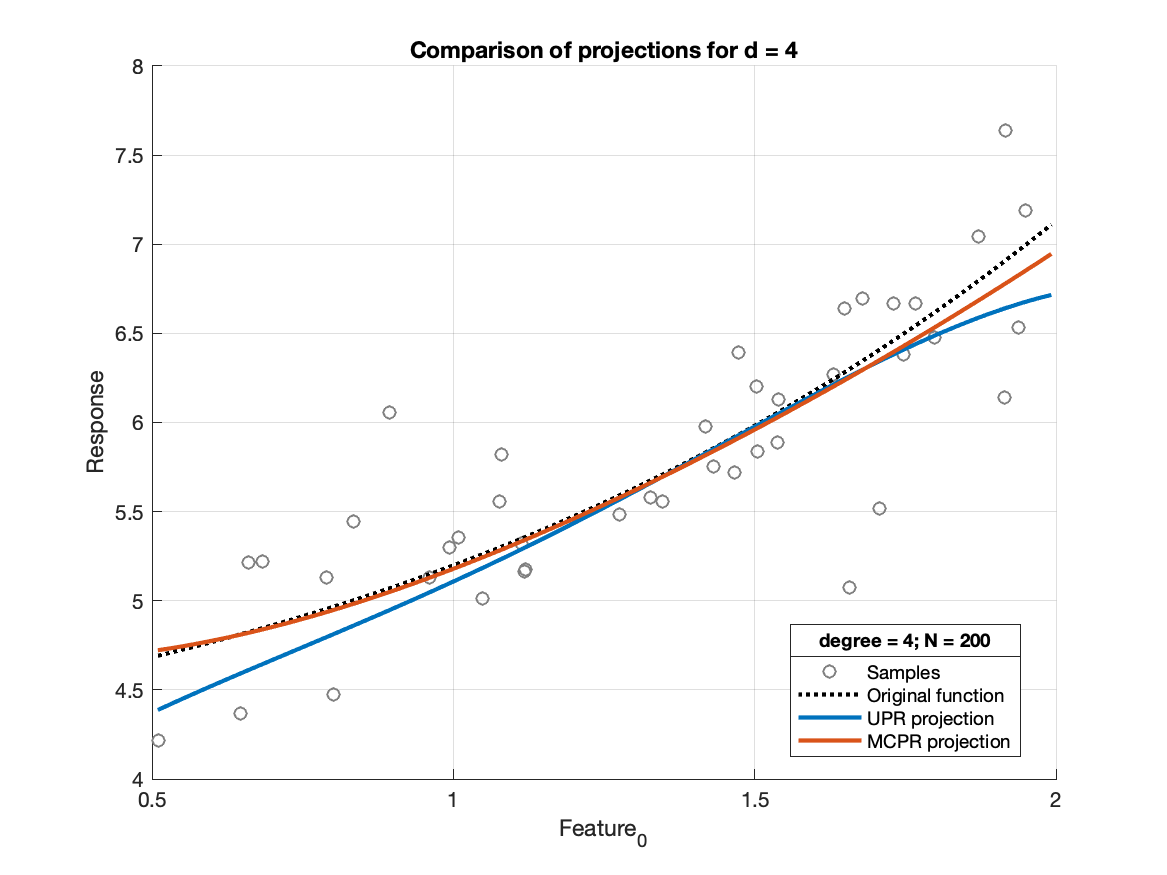 Comparison of projections for d = 4
8
7.5
7
6.5
6
5.5
5
4.5
4
Response
0.5 1 1.5 2
Feature0
degree = 4; N = 200
Samples
Original function
UPR projection
MCPR projection